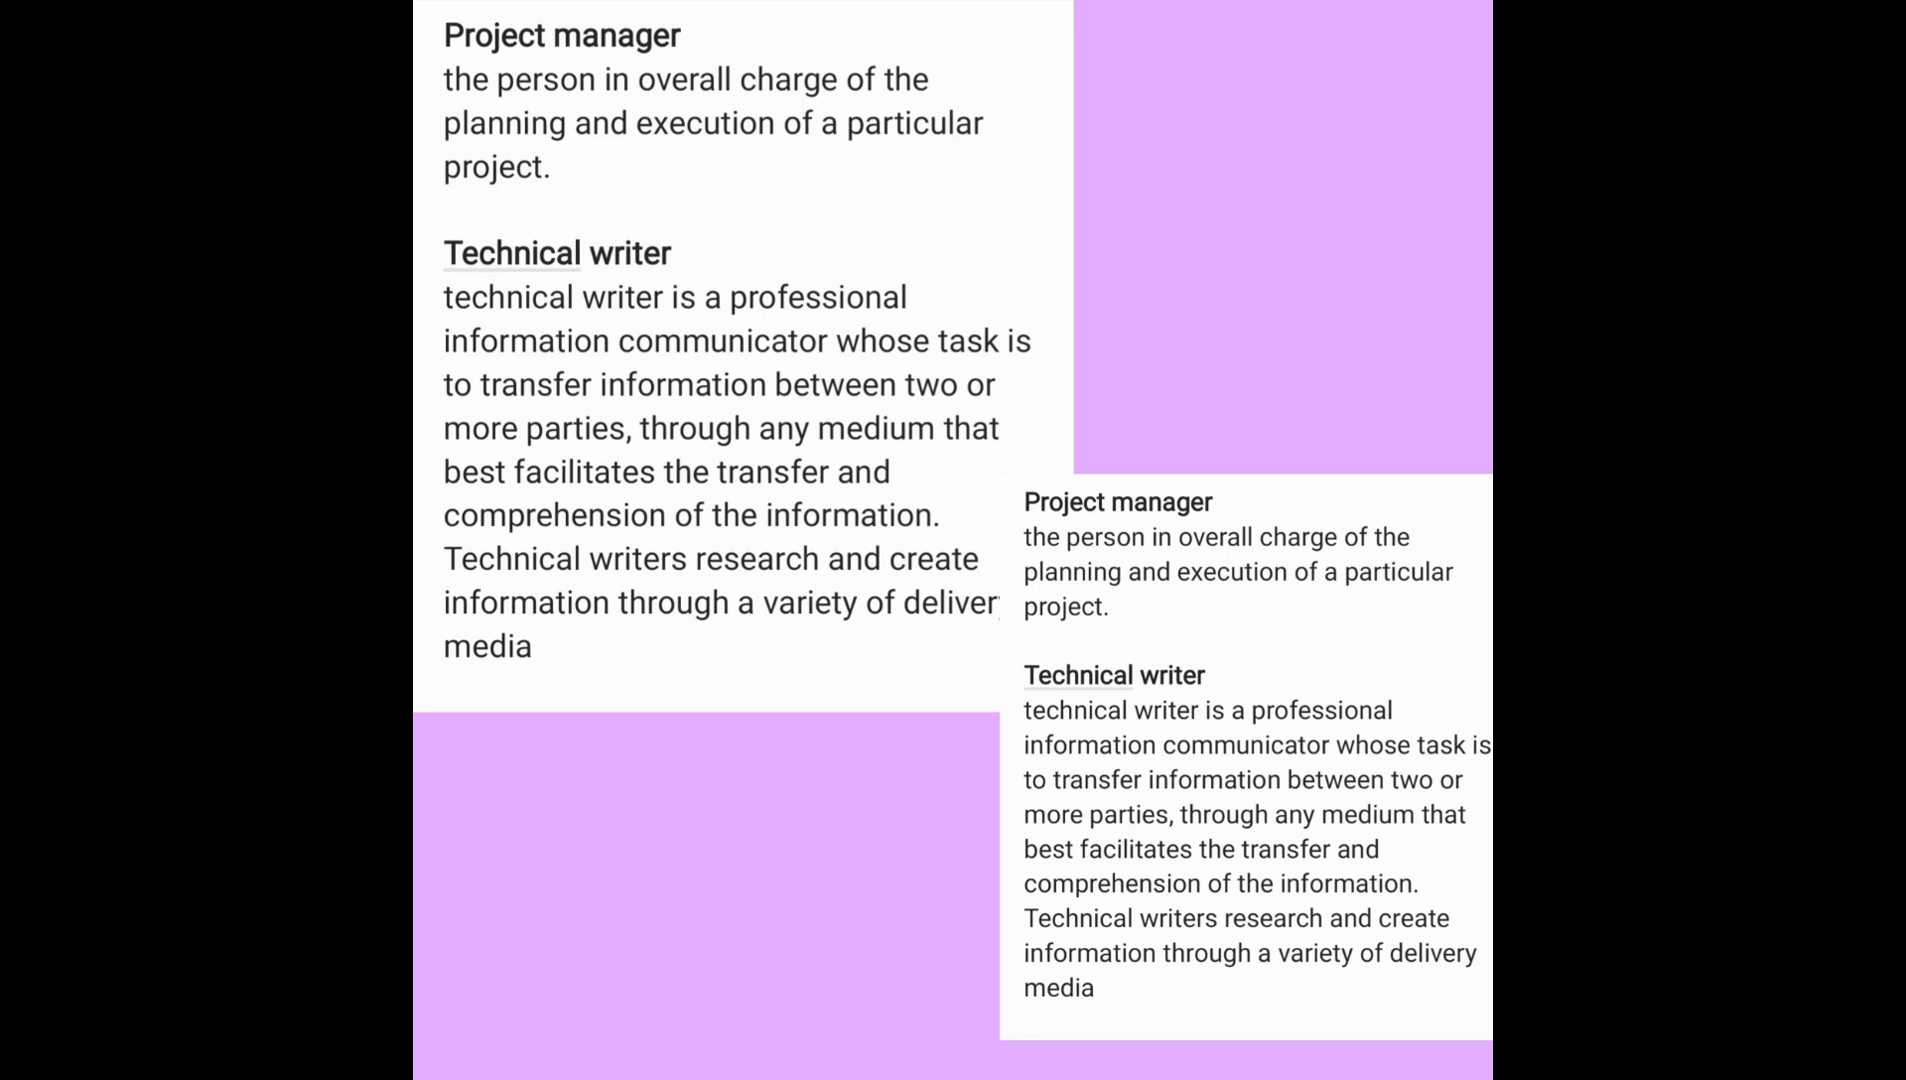 Project manager
the person in overall charge of the
planning and execution of a particular
project.
Technical writer
technical writer is a professional
information communicator whose task is
to transfer information between two or
more parties, through any medium that
best facilitates the transfer and
comprehension of the information.
Technical writers research and create
information through a variety of delivery
media
Project manager
the person in overall charge of the
planning and execution of a particular
project.
Technical writer
technical writer is a professional
information communicator whose task is
to transfer information between two or
more parties, through any medium that
best facilitates the transfer and
comprehension of the information.
Technical writers research and create
information through a variety of delivery
media